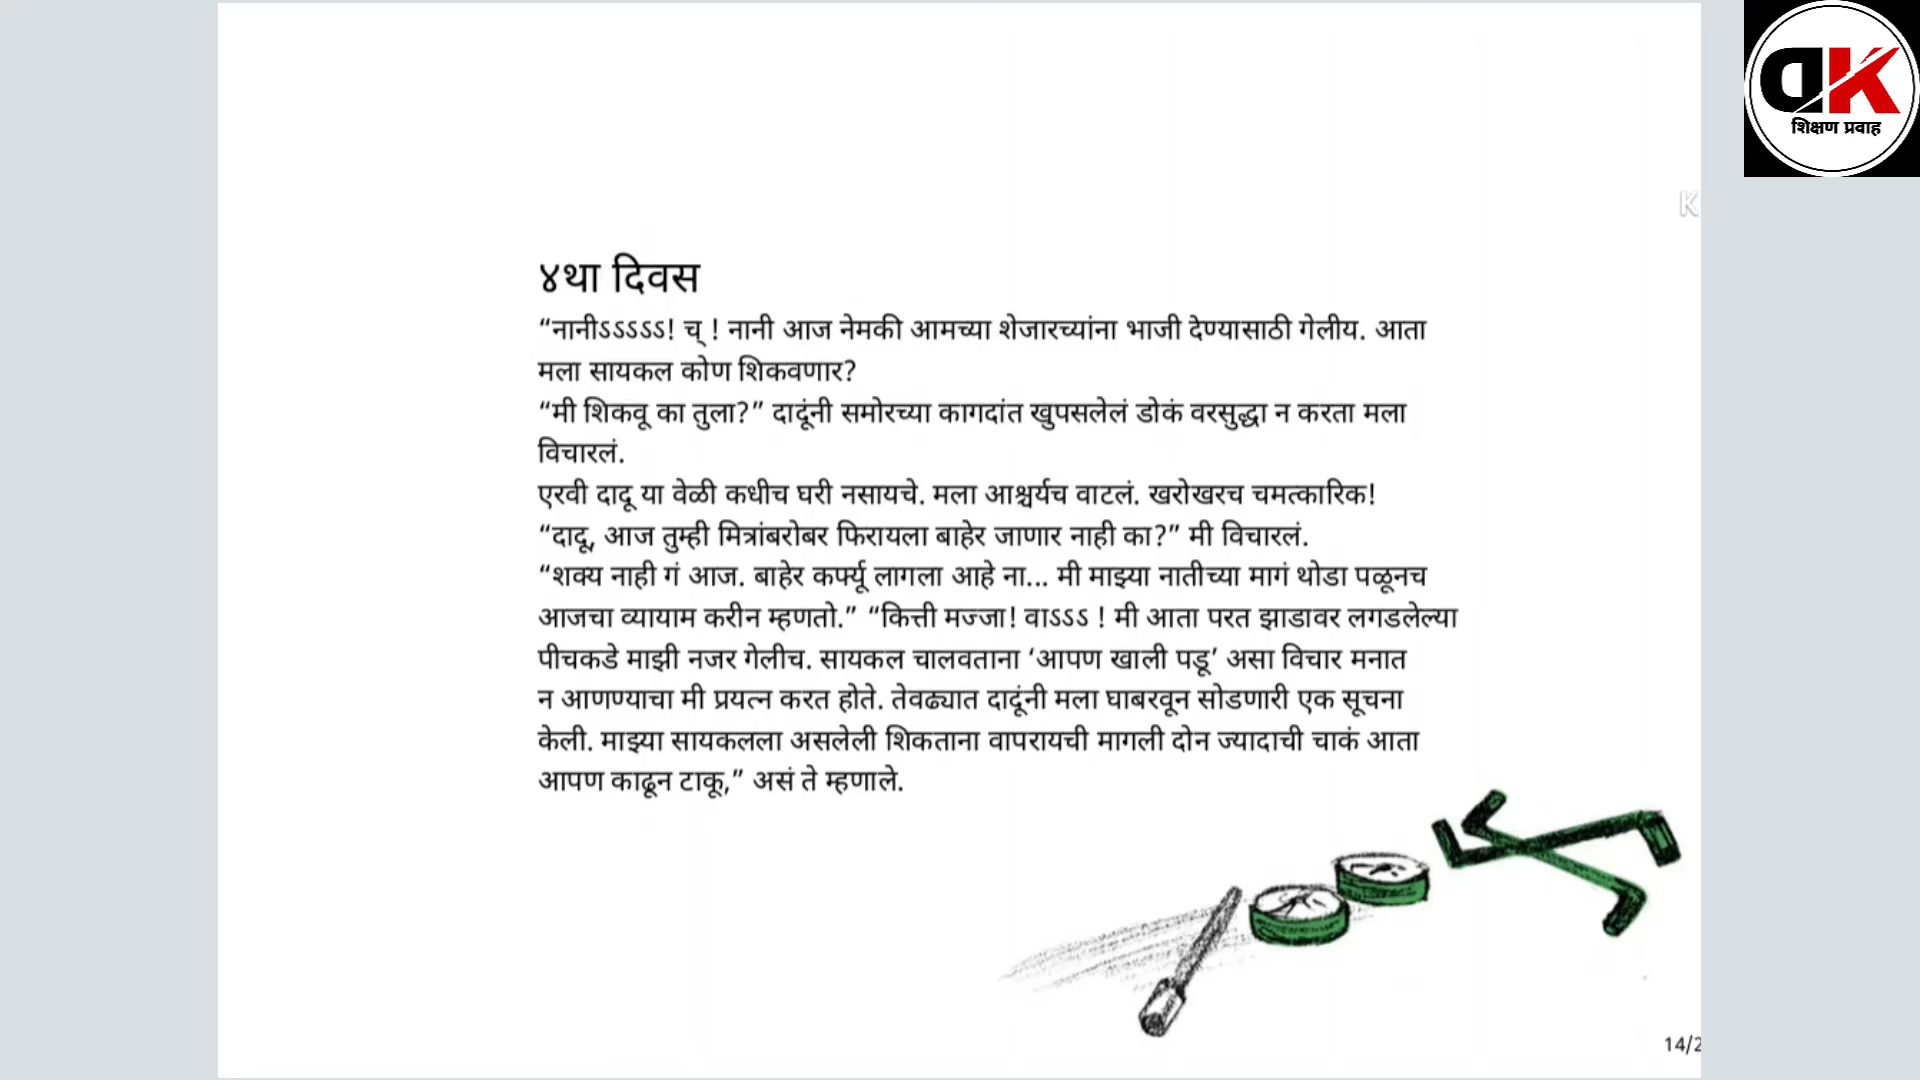 DK
शिक्षण प्रवाह
K
४था दिवस
“नानीऽऽऽऽऽ! च् ! नानी आज नेमकी आमच्या शेजारच्यांना भाजी देण्यासाठी गेलीय. आता
मला सायकल कोण शिकवणार?
“मी शिकवू का तुला?” दादूंनी समोरच्या कागदांत खुपसलेलं डोकं वरसुद्धा न करता मला
विचारलं.
एरवी दादू या वेळी कधीच घरी नसायचे. मला आश्चर्यच वाटलं. खरोखरच चमत्कारिक!
“दादू, आज तुम्ही मित्रांबरोबर फिरायला बाहेर जाणार नाही का?” मी विचारलं.
“शक्य नाही गं आज. बाहेर कर्फ्यू लागला आहे ना... मी माझ्या नातीच्या मागं थोडा पळूनच
आजचा व्यायाम करीन म्हणतो.” “कित्ती मज्जा! वाऽऽऽ ! मी आता परत झाडावर लगडलेल्या
पीचकडे माझी नजर गेलीच. सायकल चालवताना ‘आपण खाली पडू’ असा विचार मनात
न आणण्याचा मी प्रयत्न करत होते. तेवढ्यात दादूंनी मला घाबरवून सोडणारी एक सूचना
केली. माझ्या सायकलला असलेली शिकताना वापरायची मागली दोन ज्यादाची चाकं आता
आपण काढून टाकू,” असं ते म्हणाले.
14/2